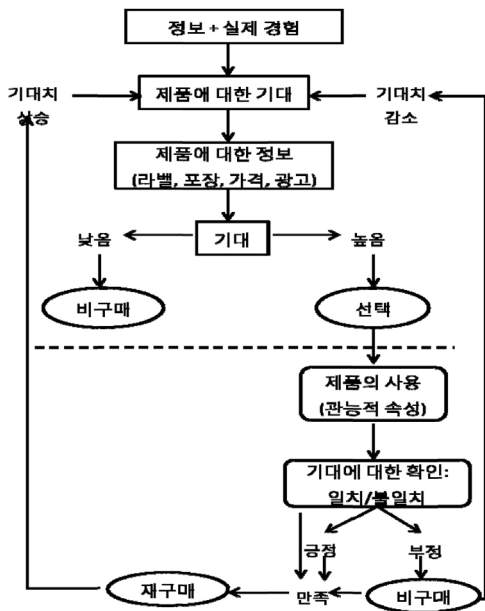 정보 + 실제 경험
기대치
상승
제품에 대한 기대
기대치
감소
제품에 대한 정보
(라벨, 포장, 가격, 광고)
낮음
기대
높음
비구매
선택
제품의 사용
(관능적 속성)
기대에 대한 확인:
일치/불일치
긍정
부정
재구매
만족
비구매